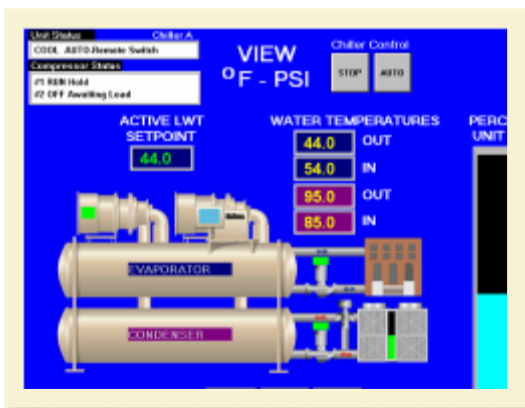 Unit Status Chiller A
COOL AUTO-Remote Switch
Compressor Status
#1 RUN Hold
#2 OFF Awaiting Load
VIEW
°F - PSI
Chiller Control
STOP AUTO
ACTIVE LWT
SETPOINT
44.0
WATER TEMPERATURES
44.0 OUT
54.0 IN
95.0 OUT
85.0 IN
PERC
UNIT
EVAPORATOR
CONDENSER